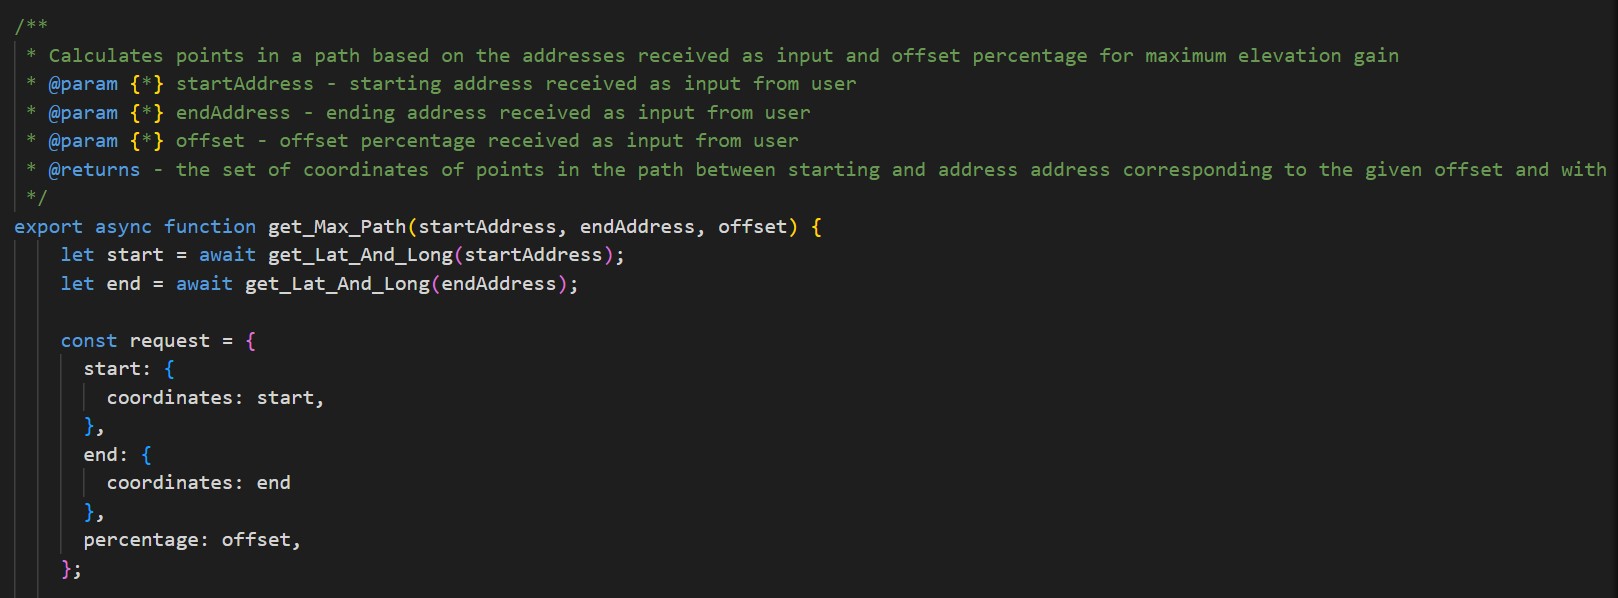 /**
 * Calculates points in a path based on the addresses received as input and offset percentage for maximum elevation gain
 * @param {*} startAddress - starting address received as input from user
 * @param {*} endAddress - ending address received as input from user
 * @param {*} offset - offset percentage received as input from user
 * @returns - the set of coordinates of points in the path between starting and address address corresponding to the given offset and with
 */
export async function get_Max_Path(startAddress, endAddress, offset) {
    let start = await get_Lat_And_Long(startAddress);
    let end = await get_Lat_And_Long(endAddress);

    const request = {
      start: {
        coordinates: start,
      },
      end: {
        coordinates: end
      },
      percentage: offset,
    };